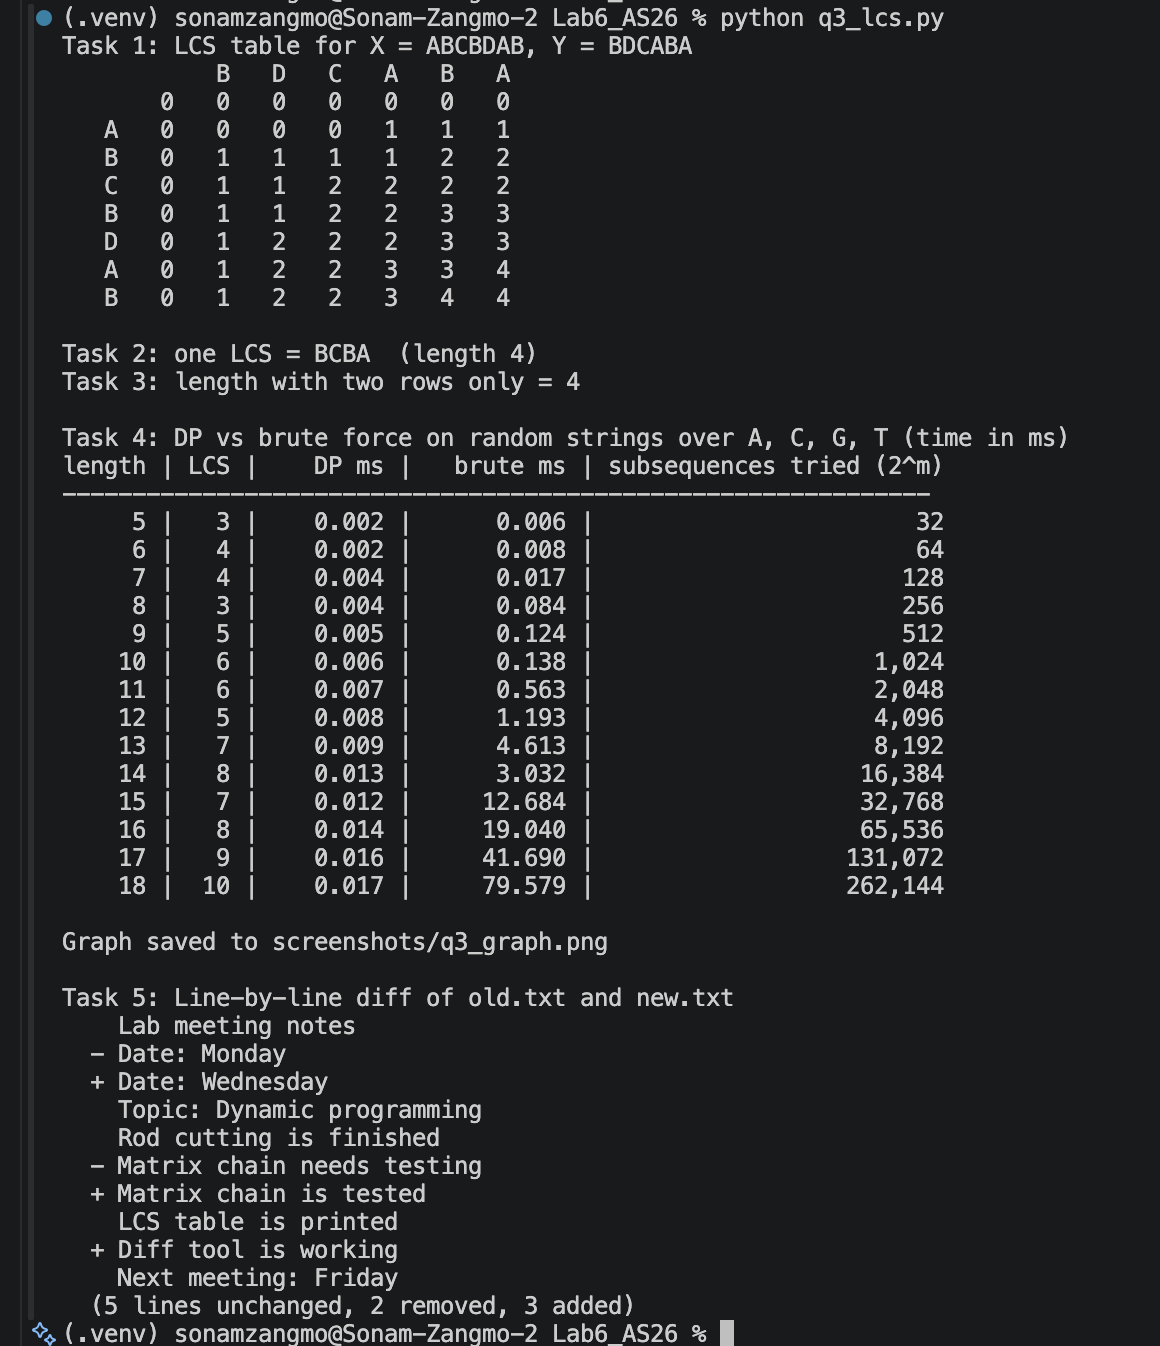 (.venv) sonamzangmo@Sonam-Zangmo-2 Lab6_AS26 % python q3_lcs.py
Task 1: LCS table for X = ABCBDAB, Y = BDCABA
           B   D   C   A   B   A
       0   0   0   0   0   0   0
   A   0   0   0   0   1   1   1
   B   0   1   1   1   1   2   2
   C   0   1   1   2   2   2   2
   B   0   1   1   2   2   3   3
   D   0   1   2   2   2   3   3
   A   0   1   2   2   3   3   4
   B   0   1   2   2   3   4   4
Task 2: one LCS = BCBA  (length 4)
Task 3: length with two rows only = 4
Task 4: DP vs brute force on random strings over A, C, G, T (time in ms)
length | LCS |    DP ms |   brute ms | subsequences tried (2^m)
--------------------------------------------------------------
     5 |   3 |    0.002 |      0.006 |                       32
     6 |   4 |    0.002 |      0.008 |                       64
     7 |   4 |    0.004 |      0.017 |                      128
     8 |   3 |    0.004 |      0.084 |                      256
     9 |   5 |    0.005 |      0.124 |                      512
    10 |   6 |    0.006 |      0.138 |                    1,024
    11 |   6 |    0.007 |      0.563 |                    2,048
    12 |   5 |    0.008 |      1.193 |                    4,096
    13 |   7 |    0.009 |      4.613 |                    8,192
    14 |   8 |    0.013 |      3.032 |                   16,384
    15 |   7 |    0.012 |     12.684 |                   32,768
    16 |   8 |    0.014 |     19.040 |                   65,536
    17 |   9 |    0.016 |     41.690 |                  131,072
    18 |  10 |    0.017 |     79.579 |                  262,144
Graph saved to screenshots/q3_graph.png
Task 5: Line-by-line diff of old.txt and new.txt
    Lab meeting notes
  - Date: Monday
  + Date: Wednesday
    Topic: Dynamic programming
    Rod cutting is finished
  - Matrix chain needs testing
  + Matrix chain is tested
    LCS table is printed
  + Diff tool is working
    Next meeting: Friday
  (5 lines unchanged, 2 removed, 3 added)
(.venv) sonamzangmo@Sonam-Zangmo-2 Lab6_AS26 %